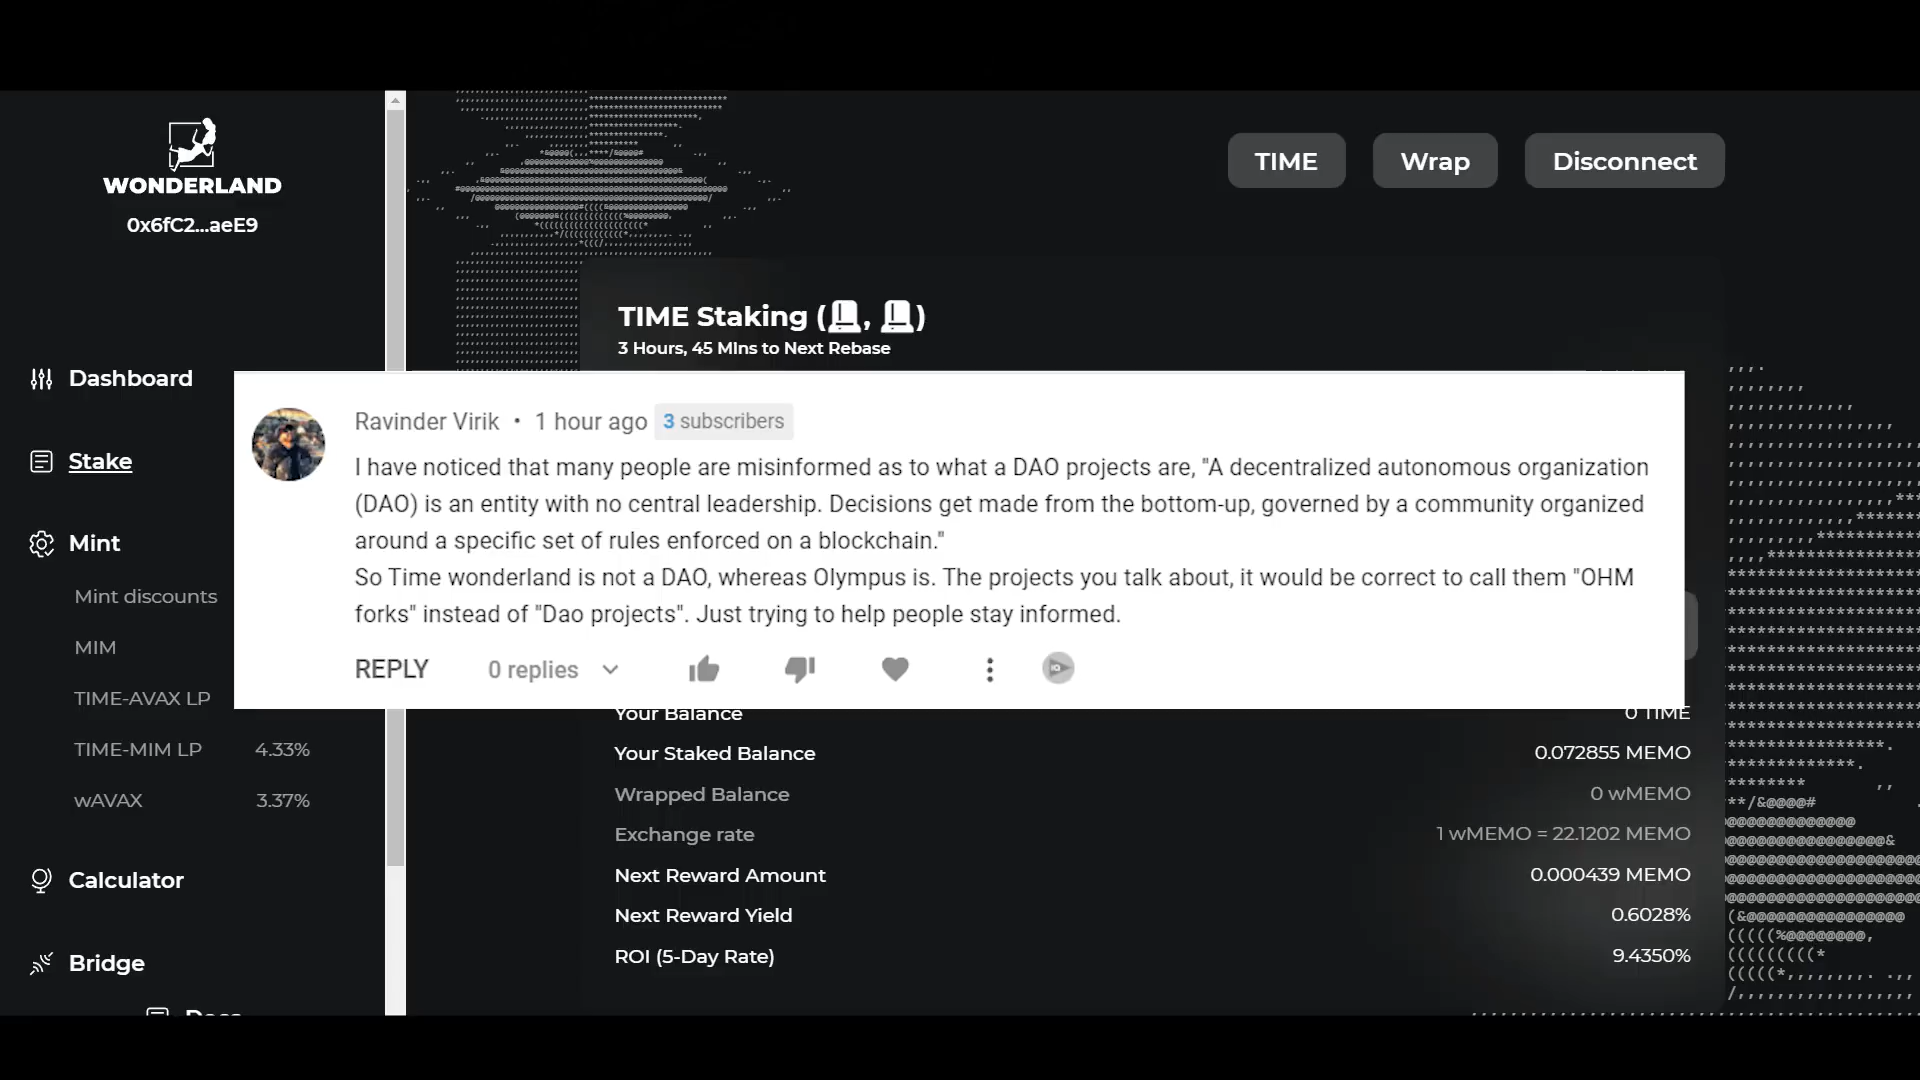 WONDERLAND
0x6fC2...aeE9
TIME
Wrap
Disconnect
Dashboard
Stake
Mint
Mint discounts
MIM
TIME-AVAX LP
TIME-MIM LP 4.33%
wAVAX 3.37%
Calculator
Bridge
Docs
TIME Staking (🎩, 🎩)
3 Hours, 45 Mins to Next Rebase
Ravinder Virik • 1 hour ago 3 subscribers
I have noticed that many people are misinformed as to what a DAO projects are, "A decentralized autonomous organization
(DAO) is an entity with no central leadership. Decisions get made from the bottom-up, governed by a community organized
around a specific set of rules enforced on a blockchain."
So Time wonderland is not a DAO, whereas Olympus is. The projects you talk about, it would be correct to call them "OHM
forks" instead of "Dao projects". Just trying to help people stay informed.
REPLY 0 replies
Your Balance 0 TIME
Your Staked Balance 0.072855 MEMO
Wrapped Balance 0 wMEMO
Exchange rate 1 wMEMO = 22.1202 MEMO
Next Reward Amount 0.000439 MEMO
Next Reward Yield 0.6028%
ROI (5-Day Rate) 9.4350%